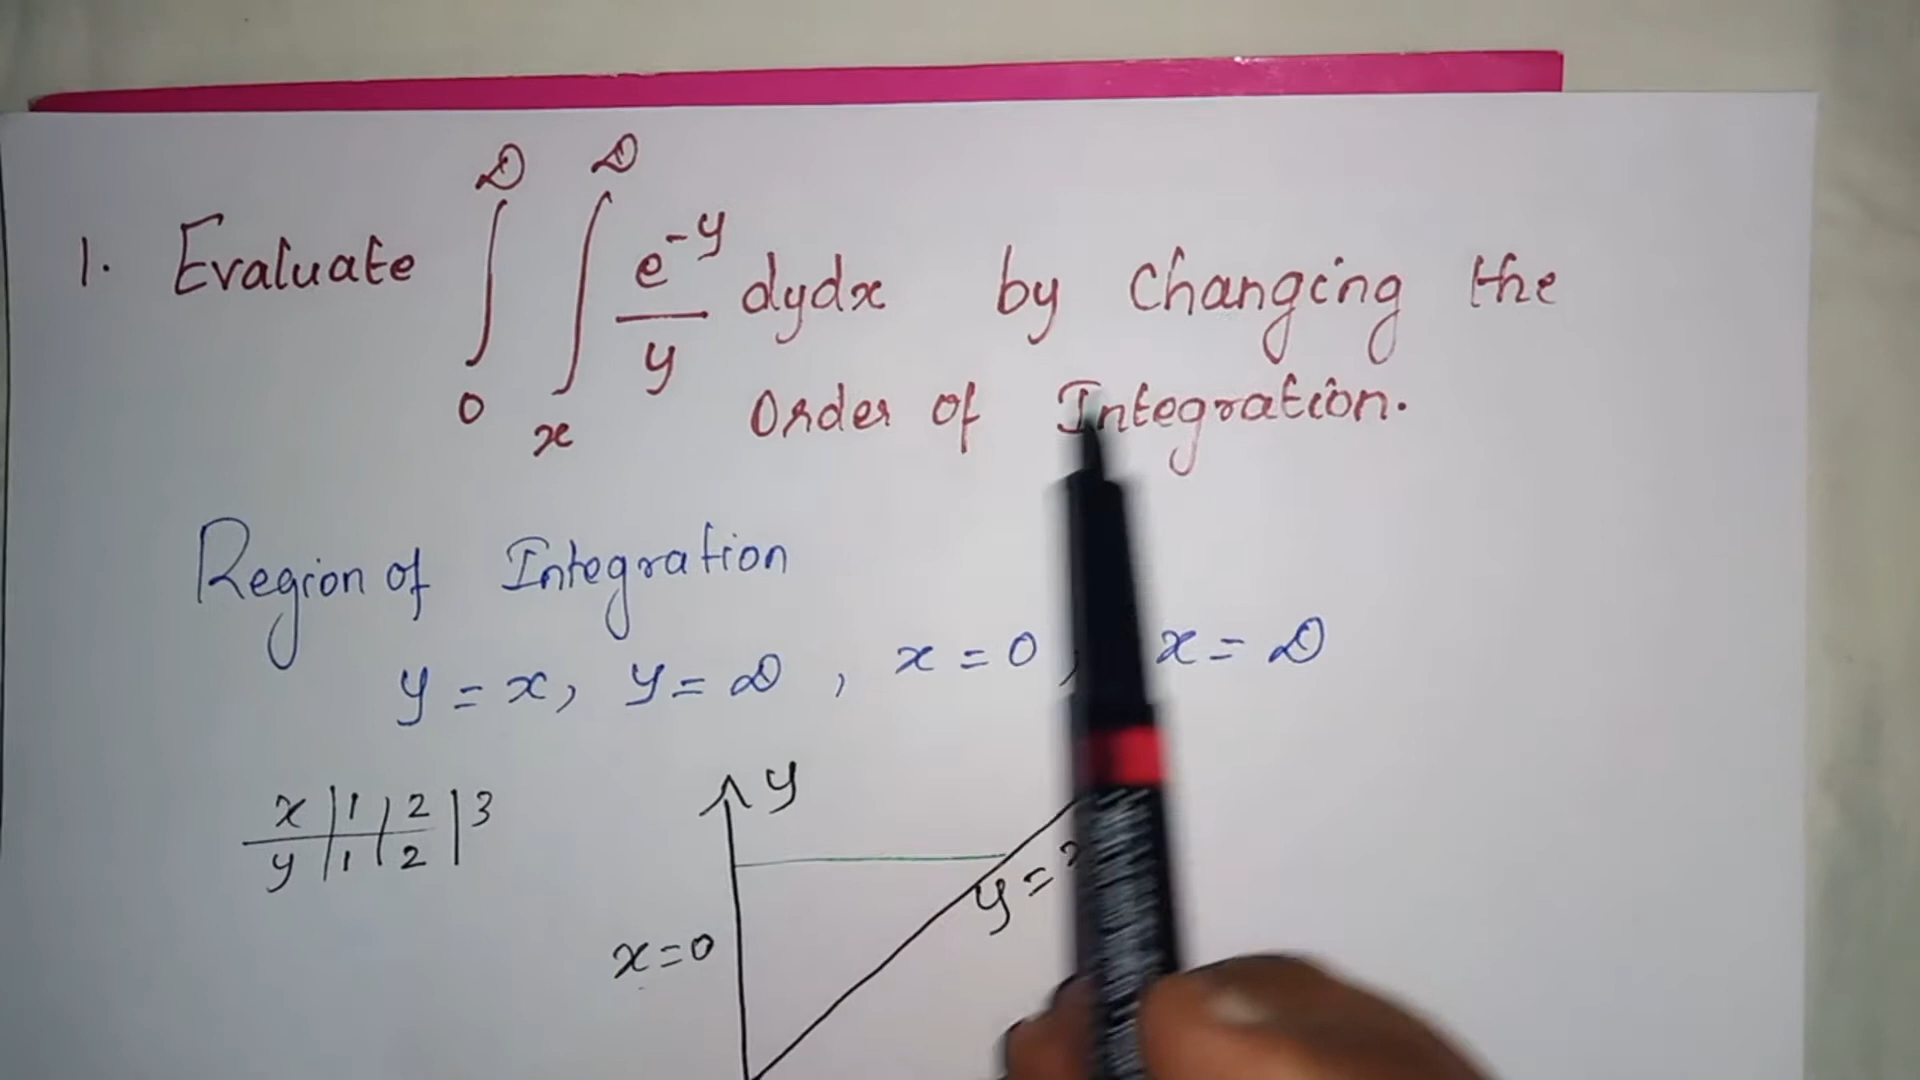 1. Evaluate ∫₀^∞ ∫ₓ^∞ e^-y / y dydx by changing the
Order of Integration.
Region of Integration
y = x, y = ∞, x = 0, x = ∞
x | 1 | 2 | 3
y | 1 | 2 |
y
y =
x=0